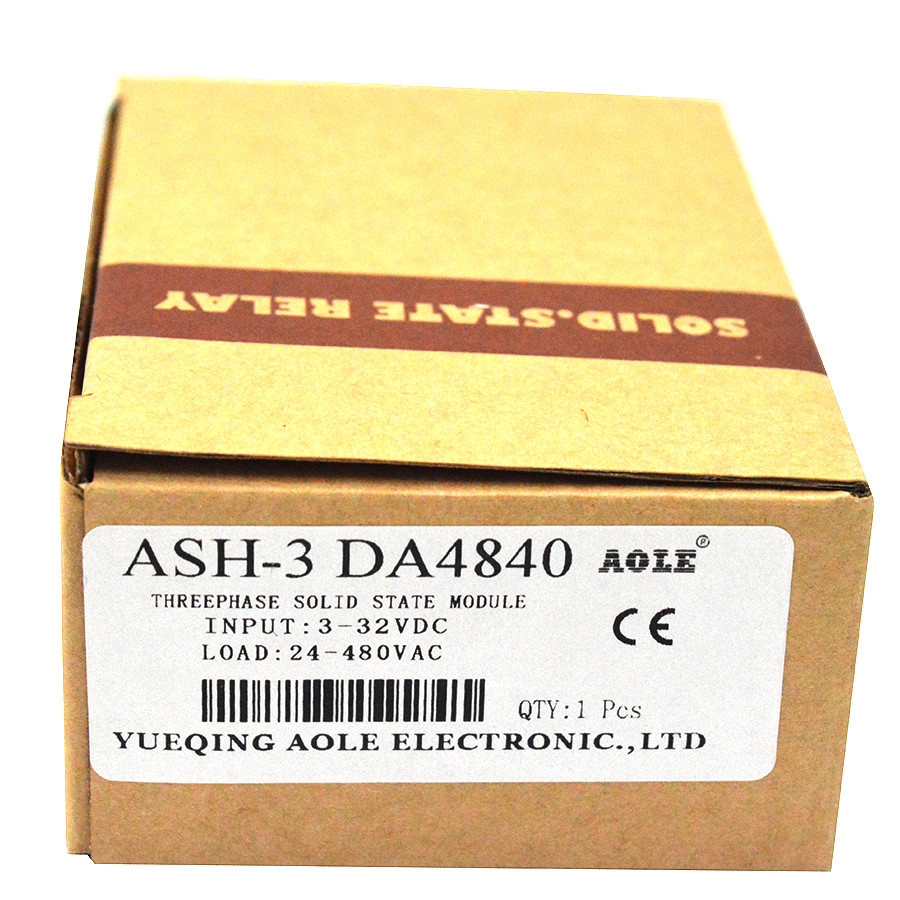 SOLID.STATE RELAY
ASH-3 DA4840 AOLE®
THREEPHASE SOLID STATE MODULE
INPUT:3-32VDC
CE
LOAD:24-480VAC
QTY:1 Pcs
YUEQING AOLE ELECTRONIC.,LTD